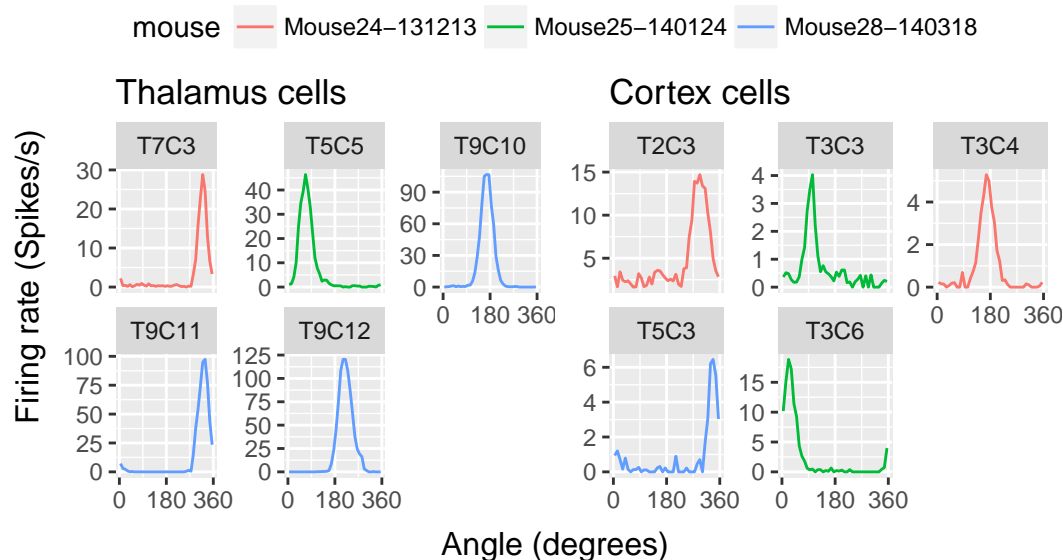 mouse Mouse24−131213 Mouse25−140124 Mouse28−140318
Thalamus cells
Cortex cells
Firing rate (Spikes/s)
T7C3
30
20
10
0
T5C5
40
30
20
10
0
T9C10
90
60
30
0
0 180 360
T9C11
100
75
50
25
0
0 180 360
T9C12
125
100
75
50
25
0
0 180 360
T2C3
15
10
5
T3C3
4
3
2
1
0
T3C4
4
2
0
0 180 360
T5C3
6
4
2
0
0 180 360
T3C6
15
10
5
0
0 180 360
Angle (degrees)